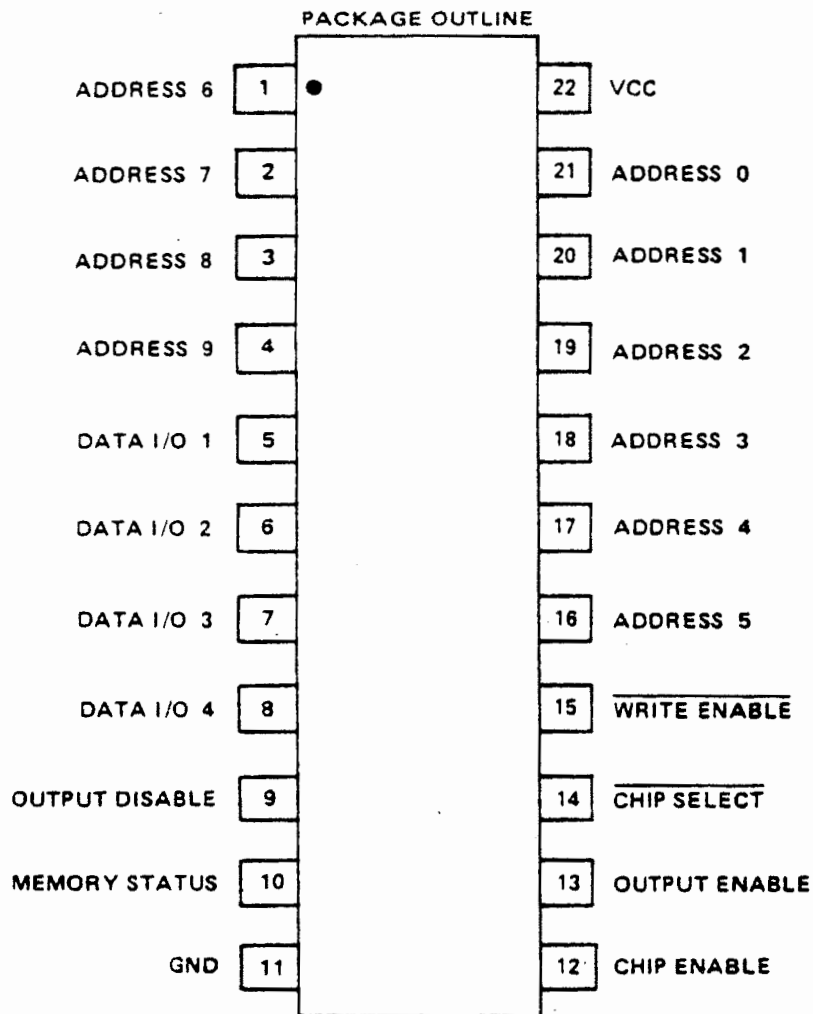 PACKAGE OUTLINE
ADDRESS 6 1 22 VCC
ADDRESS 7 2 21 ADDRESS 0
ADDRESS 8 3 20 ADDRESS 1
ADDRESS 9 4 19 ADDRESS 2
DATA I/O 1 5 18 ADDRESS 3
DATA I/O 2 6 17 ADDRESS 4
DATA I/O 3 7 16 ADDRESS 5
DATA I/O 4 8 15 WRITE ENABLE
OUTPUT DISABLE 9 14 CHIP SELECT
MEMORY STATUS 10 13 OUTPUT ENABLE
GND 11 12 CHIP ENABLE